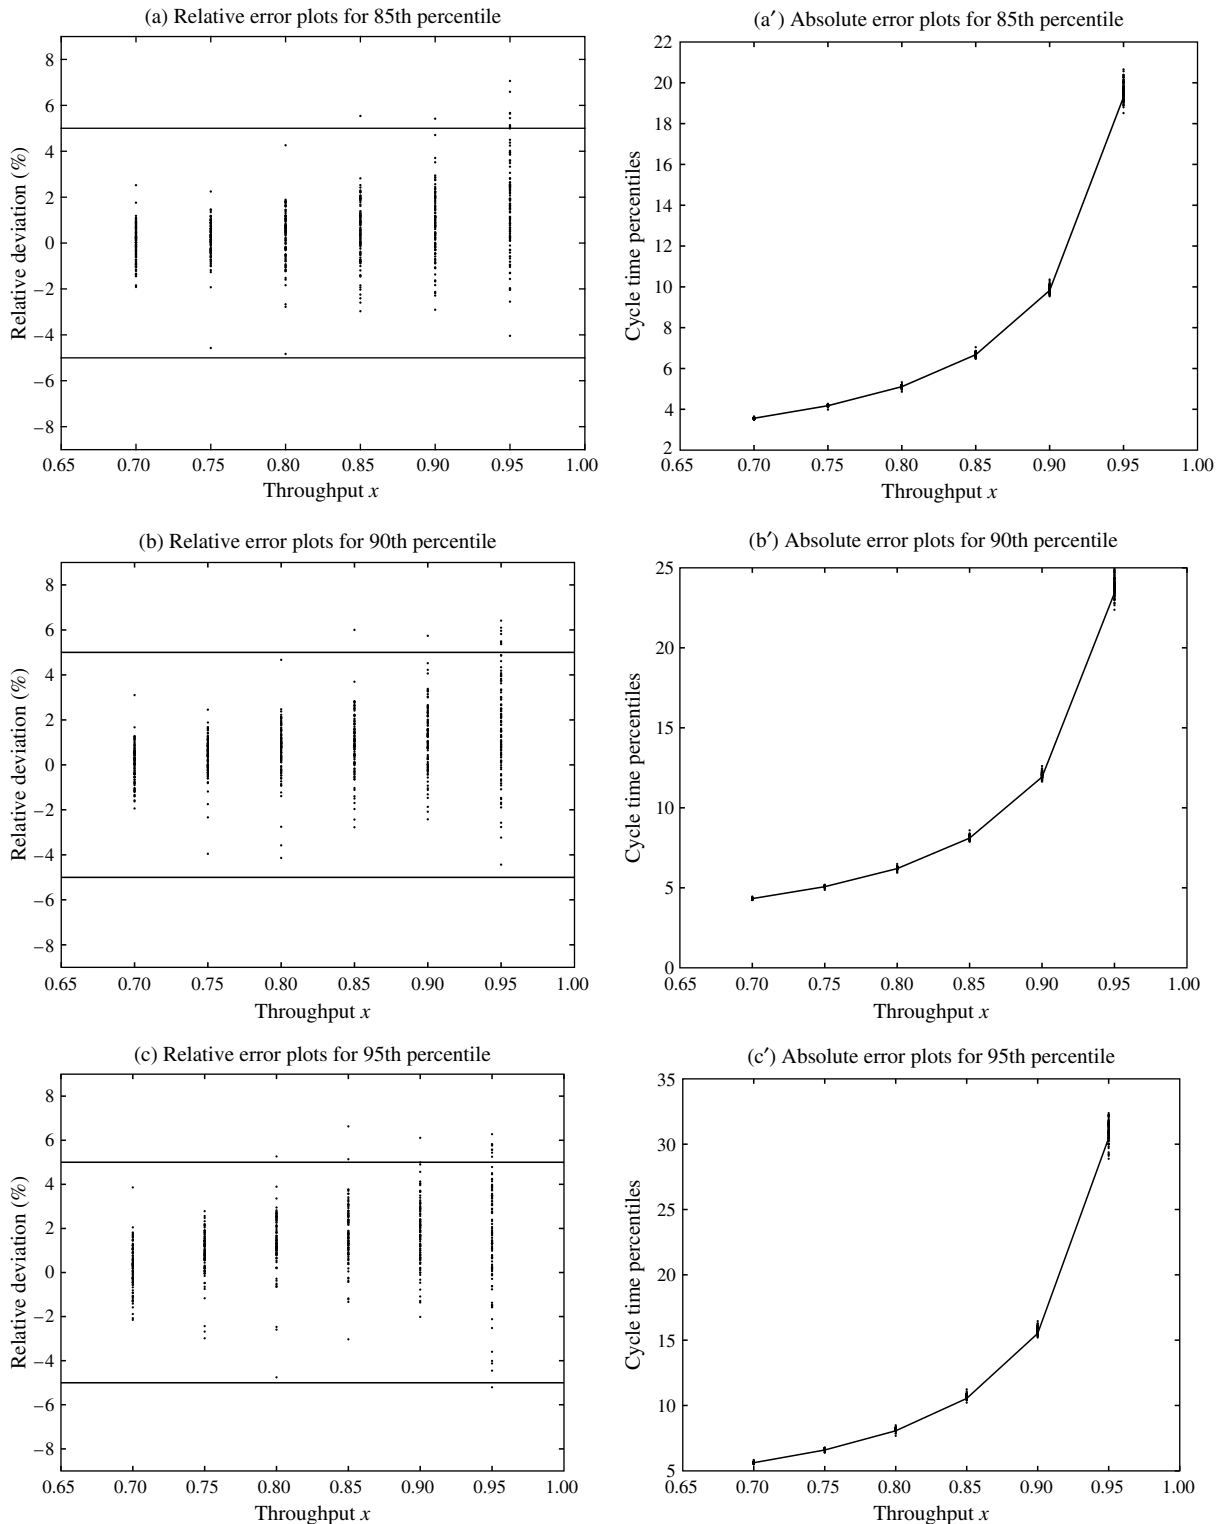 (a) Relative error plots for 85th percentile
8
6
4
2
0
−2
−4
−6
−8
Relative deviation (%)
0.65 0.70 0.75 0.80 0.85 0.90 0.95 1.00
Throughput x
(a′) Absolute error plots for 85th percentile
22
20
18
16
14
12
10
8
6
4
2
Cycle time percentiles
0.65 0.70 0.75 0.80 0.85 0.90 0.95 1.00
Throughput x
(b) Relative error plots for 90th percentile
8
6
4
2
0
−2
−4
−6
−8
Relative deviation (%)
0.65 0.70 0.75 0.80 0.85 0.90 0.95 1.00
Throughput x
(b′) Absolute error plots for 90th percentile
25
20
15
10
5
0
Cycle time percentiles
0.65 0.70 0.75 0.80 0.85 0.90 0.95 1.00
Throughput x
(c) Relative error plots for 95th percentile
8
6
4
2
0
−2
−4
−6
−8
Relative deviation (%)
0.65 0.70 0.75 0.80 0.85 0.90 0.95 1.00
Throughput x
(c′) Absolute error plots for 95th percentile
35
30
25
20
15
10
5
Cycle time percentiles
0.65 0.70 0.75 0.80 0.85 0.90 0.95 1.00
Throughput x